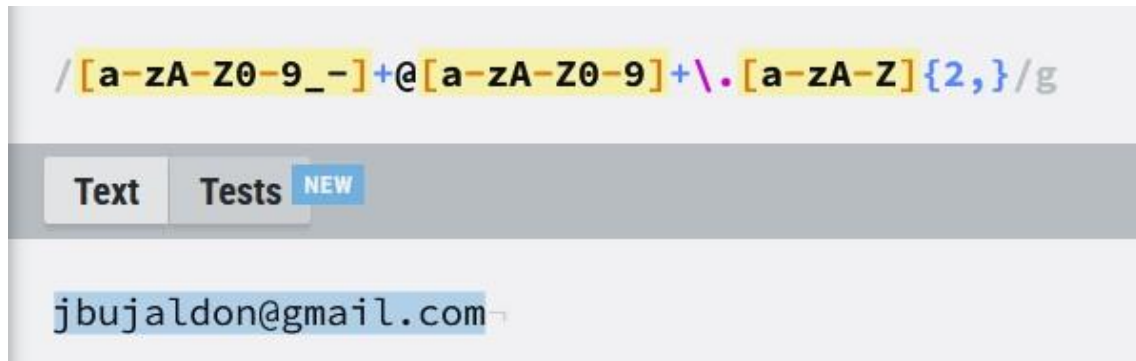 /[a-zA-Z0-9_-]+@[a-zA-Z0-9]+\.[a-zA-Z]{2,}/g
Text Tests NEW
jbujaldon@gmail.com¬